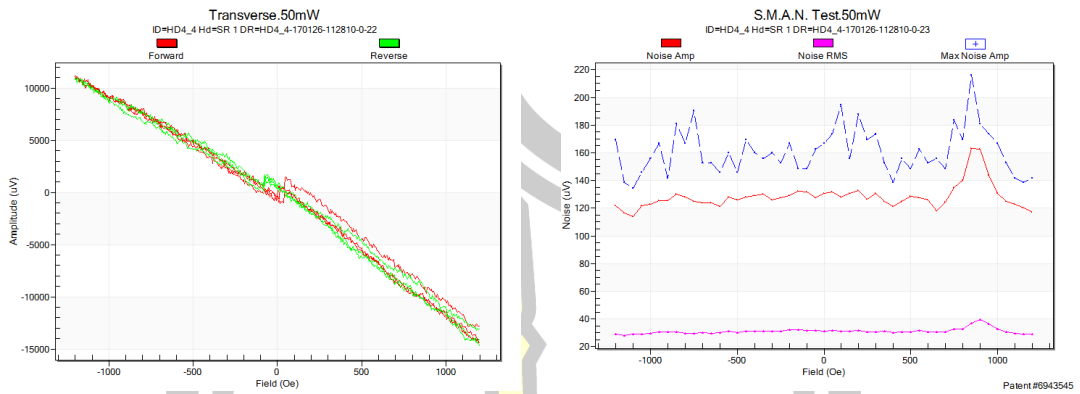 Transverse.50mW
ID=HD4_4 Hd=SR 1 DR=HD4_4-170126-112810-0-22
Forward Reverse
10000
5000
0
-5000
-10000
-15000
Amplitude (uV)
-1000 -500 0 500 1000
Field (Oe)
S.M.A.N. Test.50mW
ID=HD4_4 Hd=SR 1 DR=HD4_4-170126-112810-0-23
Noise Amp Noise RMS Max Noise Amp
220
200
180
160
140
120
100
80
60
40
20
Noise (uV)
-1000 -500 0 500 1000
Field (Oe)
Patent#6943545